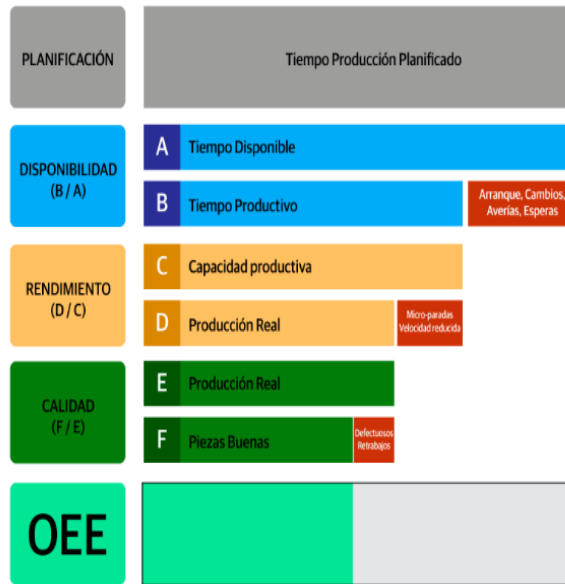 PLANIFICACIÓN
Tiempo Producción Planificado
DISPONIBILIDAD
(B / A)
A Tiempo Disponible
B Tiempo Productivo
Arranque, Cambios,
Averías, Esperas
RENDIMIENTO
(D / C)
C Capacidad productiva
D Producción Real
Micro-paradas
Velocidad reducida
CALIDAD
(F / E)
E Producción Real
F Piezas Buenas
Defectuosos
Retrabajos
OEE